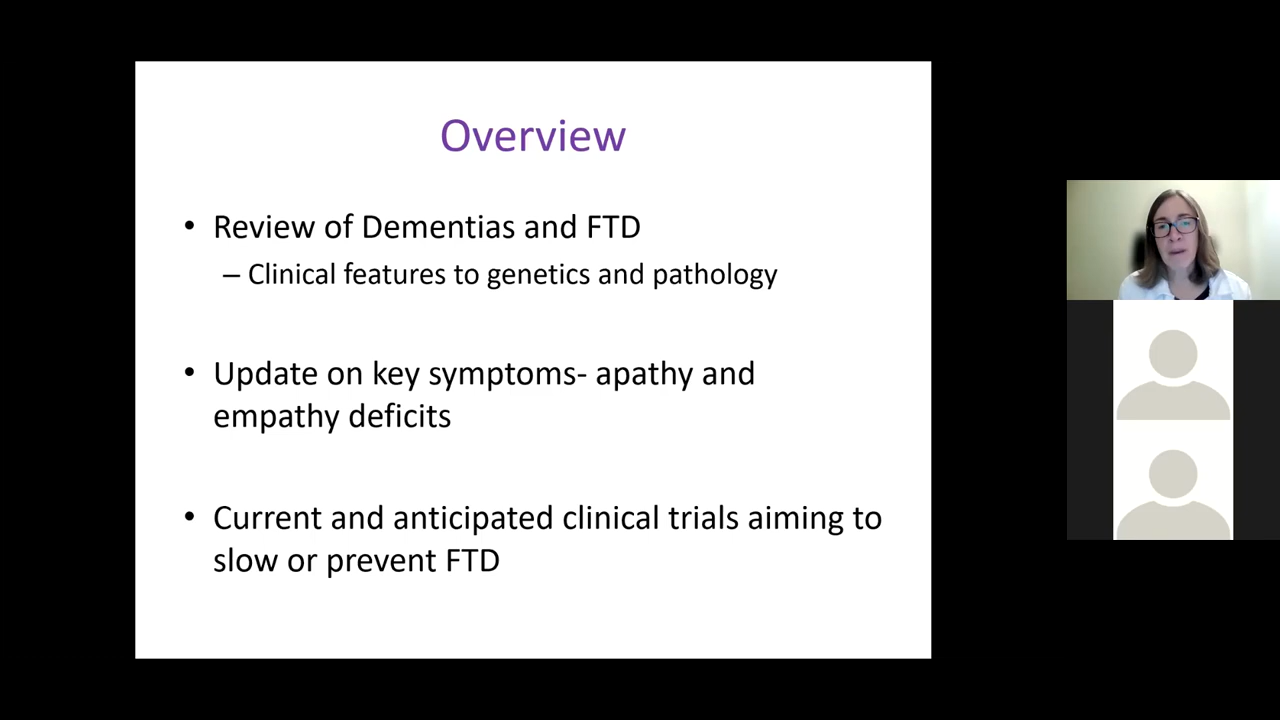 Overview
• Review of Dementias and FTD
– Clinical features to genetics and pathology
• Update on key symptoms- apathy and
empathy deficits
• Current and anticipated clinical trials aiming to
slow or prevent FTD